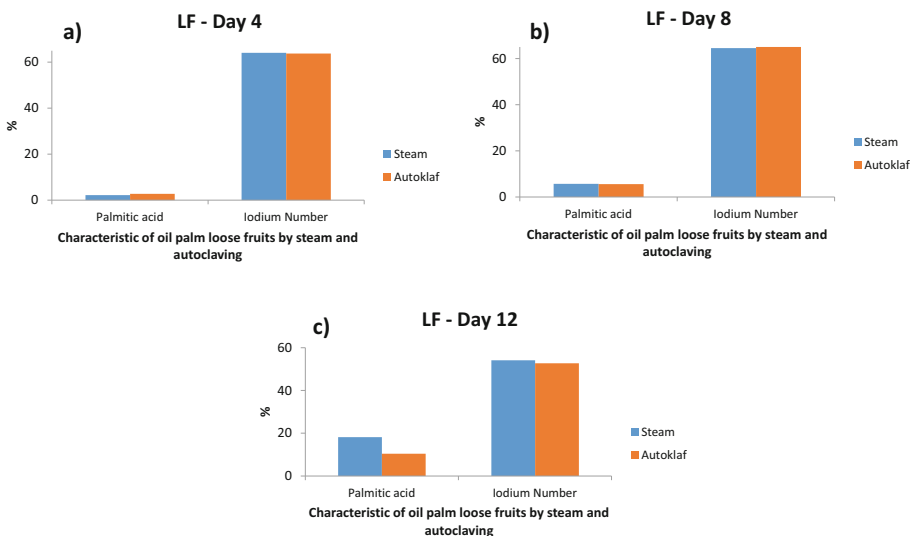 a)
LF - Day 4
60
40
20
0
%
Palmitic acid
Iodium Number
Steam
Autoklaf
Characteristic of oil palm loose fruits by steam and
autoclaving
b)
LF - Day 8
60
40
20
0
%
Palmitic acid
Iodium Number
Steam
Autoklaf
Characteristic of oil palm loose fruits by steam and
autoclaving
c)
LF - Day 12
60
40
20
0
%
Palmitic acid
Iodium Number
Steam
Autoklaf
Characteristic of oil palm loose fruits by steam and
autoclaving